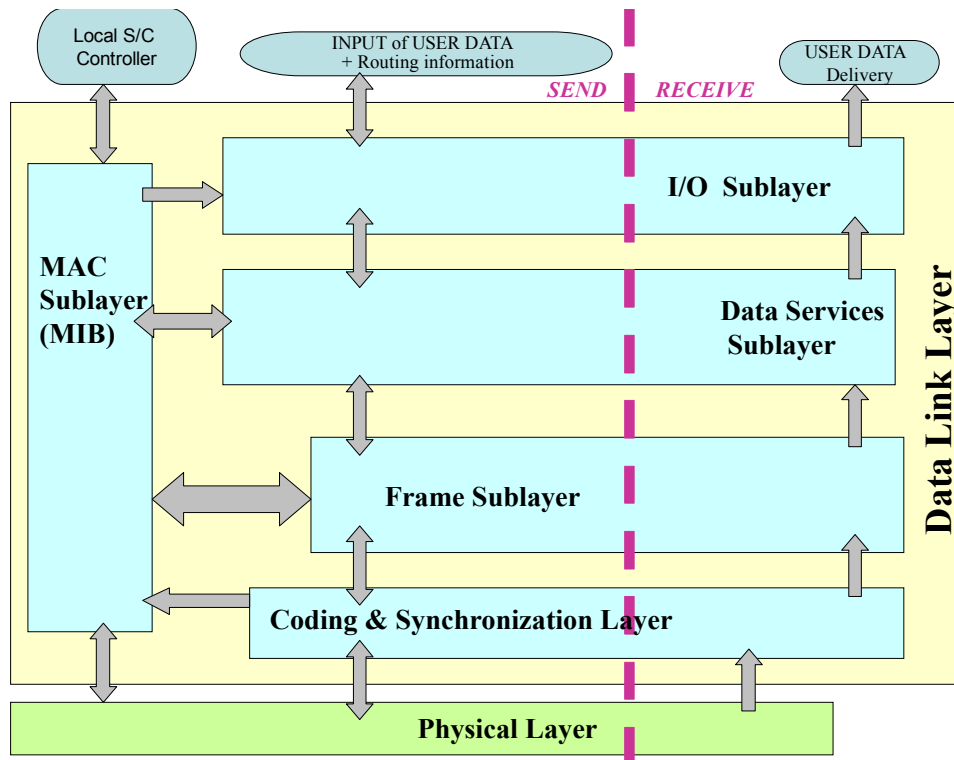 Local S/C
Controller
INPUT of USER DATA
+ Routing information
USER DATA
Delivery
SEND
RECEIVE
I/O Sublayer
MAC
Sublayer
(MIB)
Data Services
Sublayer
Frame Sublayer
Coding & Synchronization Layer
Data Link Layer
Physical Layer